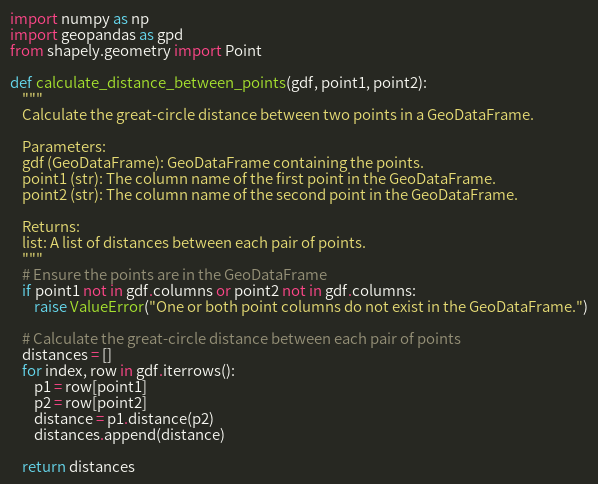 import numpy as np
import geopandas as gpd
from shapely.geometry import Point

def calculate_distance_between_points(gdf, point1, point2):
    """
    Calculate the great-circle distance between two points in a GeoDataFrame.

    Parameters:
    gdf (GeoDataFrame): GeoDataFrame containing the points.
    point1 (str): The column name of the first point in the GeoDataFrame.
    point2 (str): The column name of the second point in the GeoDataFrame.

    Returns:
    list: A list of distances between each pair of points.
    """
    # Ensure the points are in the GeoDataFrame
    if point1 not in gdf.columns or point2 not in gdf.columns:
        raise ValueError("One or both point columns do not exist in the GeoDataFrame.")

    # Calculate the great-circle distance between each pair of points
    distances = []
    for index, row in gdf.iterrows():
        p1 = row[point1]
        p2 = row[point2]
        distance = p1.distance(p2)
        distances.append(distance)

    return distances